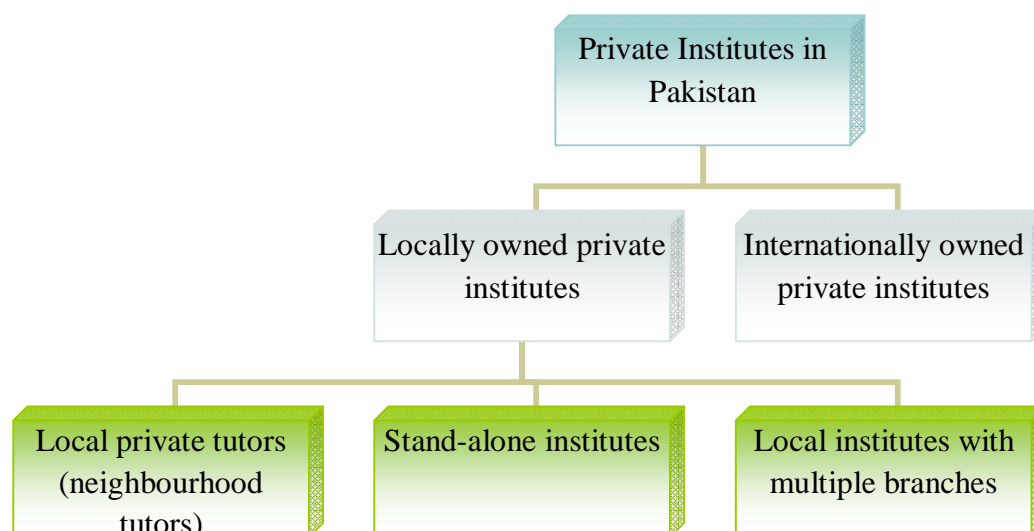 Private Institutes in
Pakistan
Locally owned private
institutes
Internationally owned
private institutes
Local private tutors
(neighbourhood
tutors)
Stand-alone institutes
Local institutes with
multiple branches